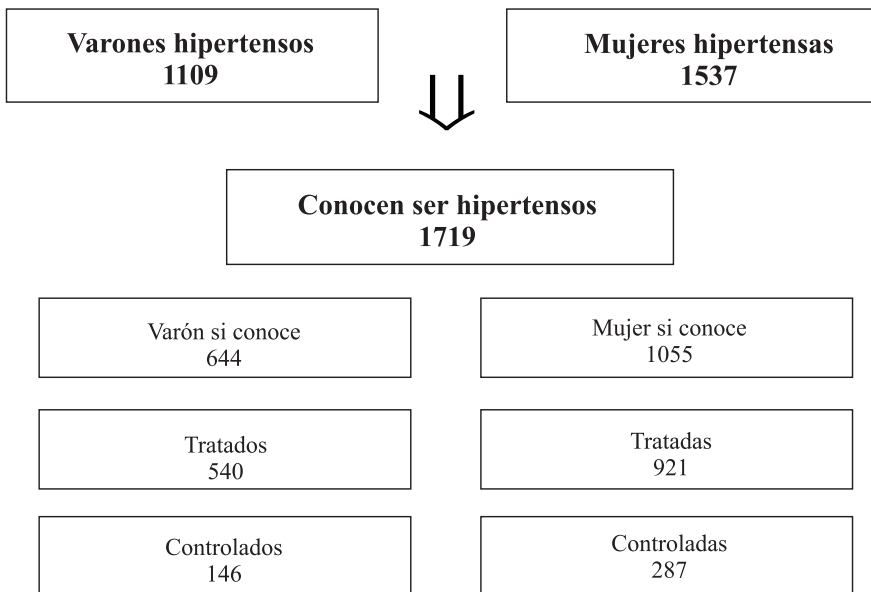 Varones hipertensos
1109
Mujeres hipertensas
1537
Conocen ser hipertensos
1719
Varón si conoce
644
Mujer si conoce
1055
Tratados
540
Tratadas
921
Controlados
146
Controladas
287